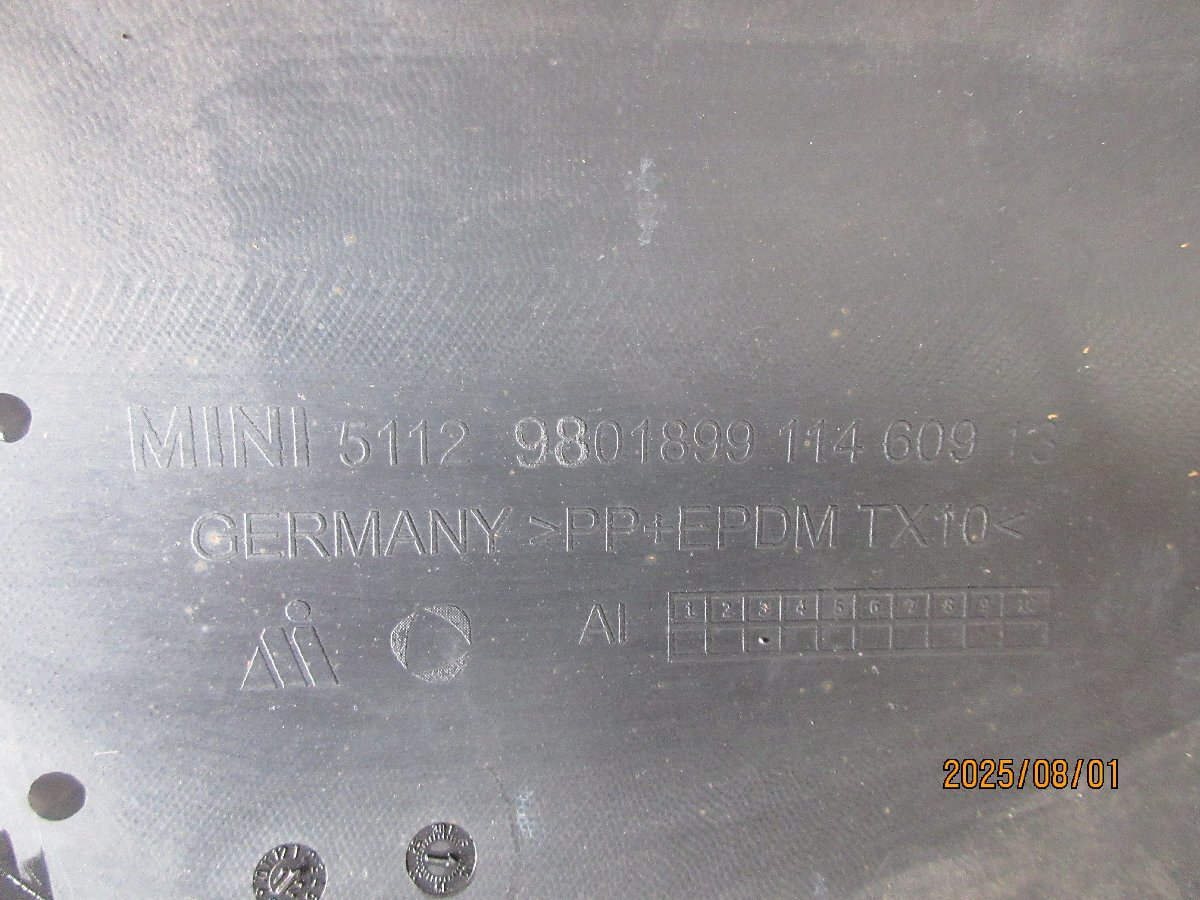 MINI 5112 9801899 114 609 13
GERMANY >PP+EPDM TX10<
AI
1 2 3 4 5 6 7 8 9 10
2025/08/01